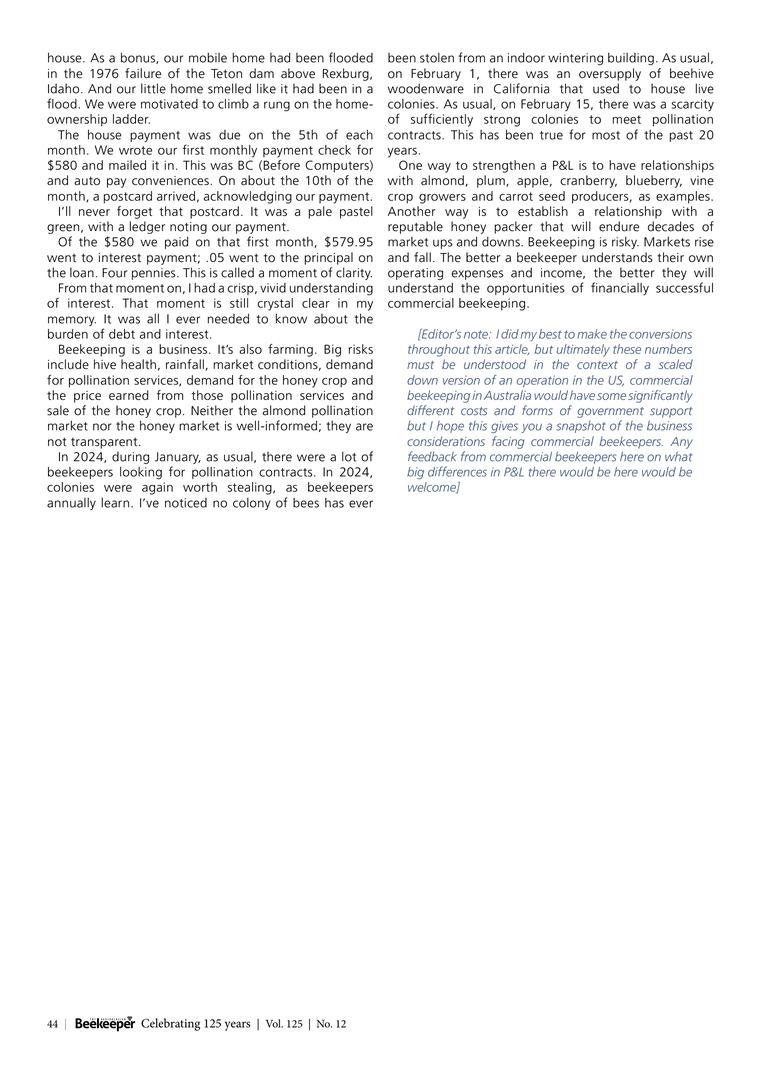 house. As a bonus, our mobile home had been flooded
in the 1976 failure of the Teton dam above Rexburg,
Idaho. And our little home smelled like it had been in a
flood. We were motivated to climb a rung on the home-
ownership ladder.
The house payment was due on the 5th of each
month. We wrote our first monthly payment check for
$580 and mailed it in. This was BC (Before Computers)
and auto pay conveniences. On about the 10th of the
month, a postcard arrived, acknowledging our payment.
I'll never forget that postcard. It was a pale pastel
green, with a ledger noting our payment.
Of the $580 we paid on that first month, $579.95
went to interest payment; .05 went to the principal on
the loan. Four pennies. This is called a moment of clarity.
From that moment on, I had a crisp, vivid understanding
of interest. That moment is still crystal clear in my
memory. It was all I ever needed to know about the
burden of debt and interest.
Beekeeping is a business. It's also farming. Big risks
include hive health, rainfall, market conditions, demand
for pollination services, demand for the honey crop and
the price earned from those pollination services and
sale of the honey crop. Neither the almond pollination
market nor the honey market is well-informed; they are
not transparent.
In 2024, during January, as usual, there were a lot of
beekeepers looking for pollination contracts. In 2024,
colonies were again worth stealing, as beekeepers
annually learn. I've noticed no colony of bees has ever
been stolen from an indoor wintering building. As usual,
on February 1, there was an oversupply of beehive
woodenware in California that used to house live
colonies. As usual, on February 15, there was a scarcity
of sufficiently strong colonies to meet pollination
contracts. This has been true for most of the past 20
years.
One way to strengthen a P&L is to have relationships
with almond, plum, apple, cranberry, blueberry, vine
crop growers and carrot seed producers, as examples.
Another way is to establish a relationship with a
reputable honey packer that will endure decades of
market ups and downs. Beekeeping is risky. Markets rise
and fall. The better a beekeeper understands their own
operating expenses and income, the better they will
understand the opportunities of financially successful
commercial beekeeping.
[Editor's note: I did my best to make the conversions
throughout this article, but ultimately these numbers
must be understood in the context of a scaled
down version of an operation in the US, commercial
beekeeping in Australia would have some significantly
different costs and forms of government support
but I hope this gives you a snapshot of the business
considerations facing commercial beekeepers. Any
feedback from commercial beekeepers here on what
big differences in P&L there would be here would be
welcome]
44 | Beekeeper Celebrating 125 years | Vol. 125 | No. 12